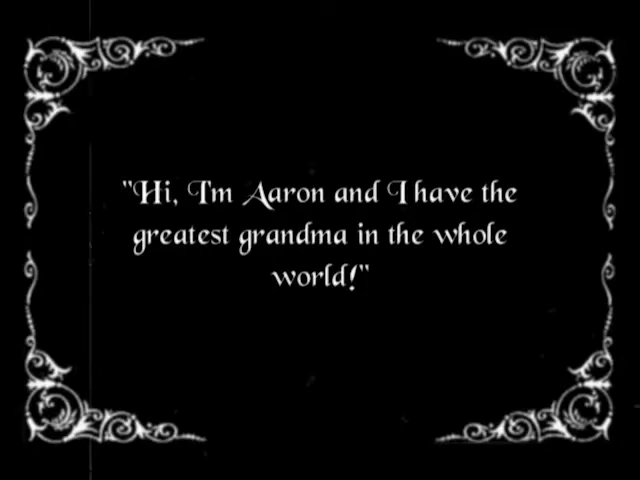 "Hi, I'm Aaron and I have the
greatest grandma in the whole
world!"